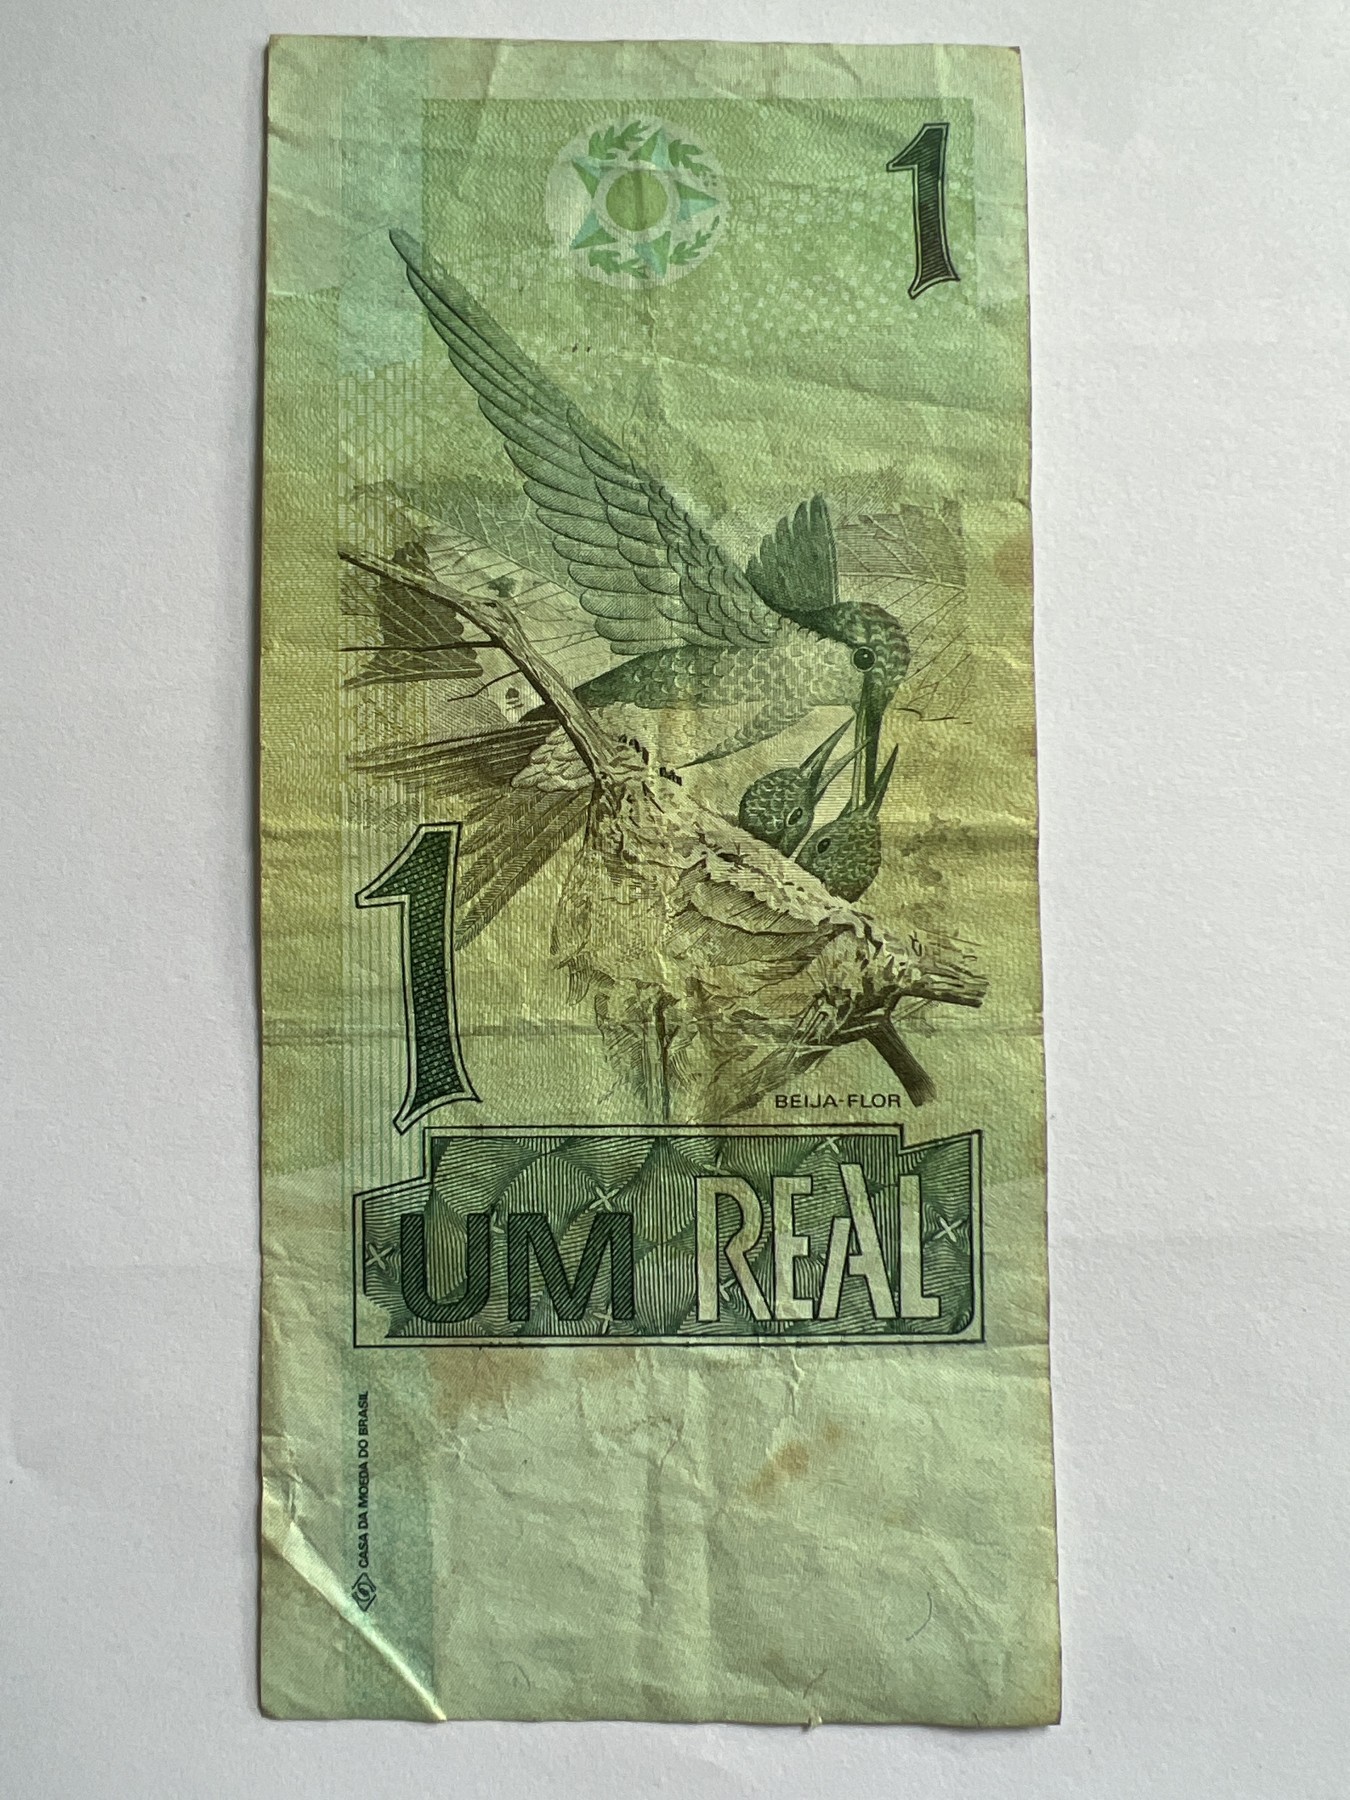 1
1
BEIJA-FLOR
UM REAL
CASA DA MOEDA DO BRASIL